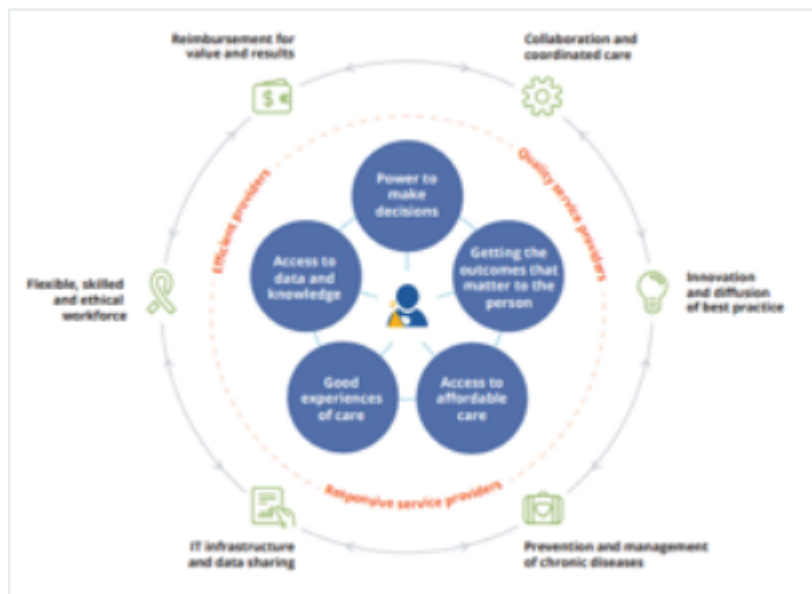 Reimbursement for
value and results
Collaboration and
coordinated care
Efficient providers
Quality service providers
Power to
make
decisions
Access to
data and
knowledge
Getting the
outcomes that
matter to the
person
Flexible, skilled
and ethical
workforce
Innovation
and diffusion
of best practice
Good
experiences
of care
Access to
affordable
care
Responsive service providers
IT infrastructure
and data sharing
Prevention and management
of chronic diseases